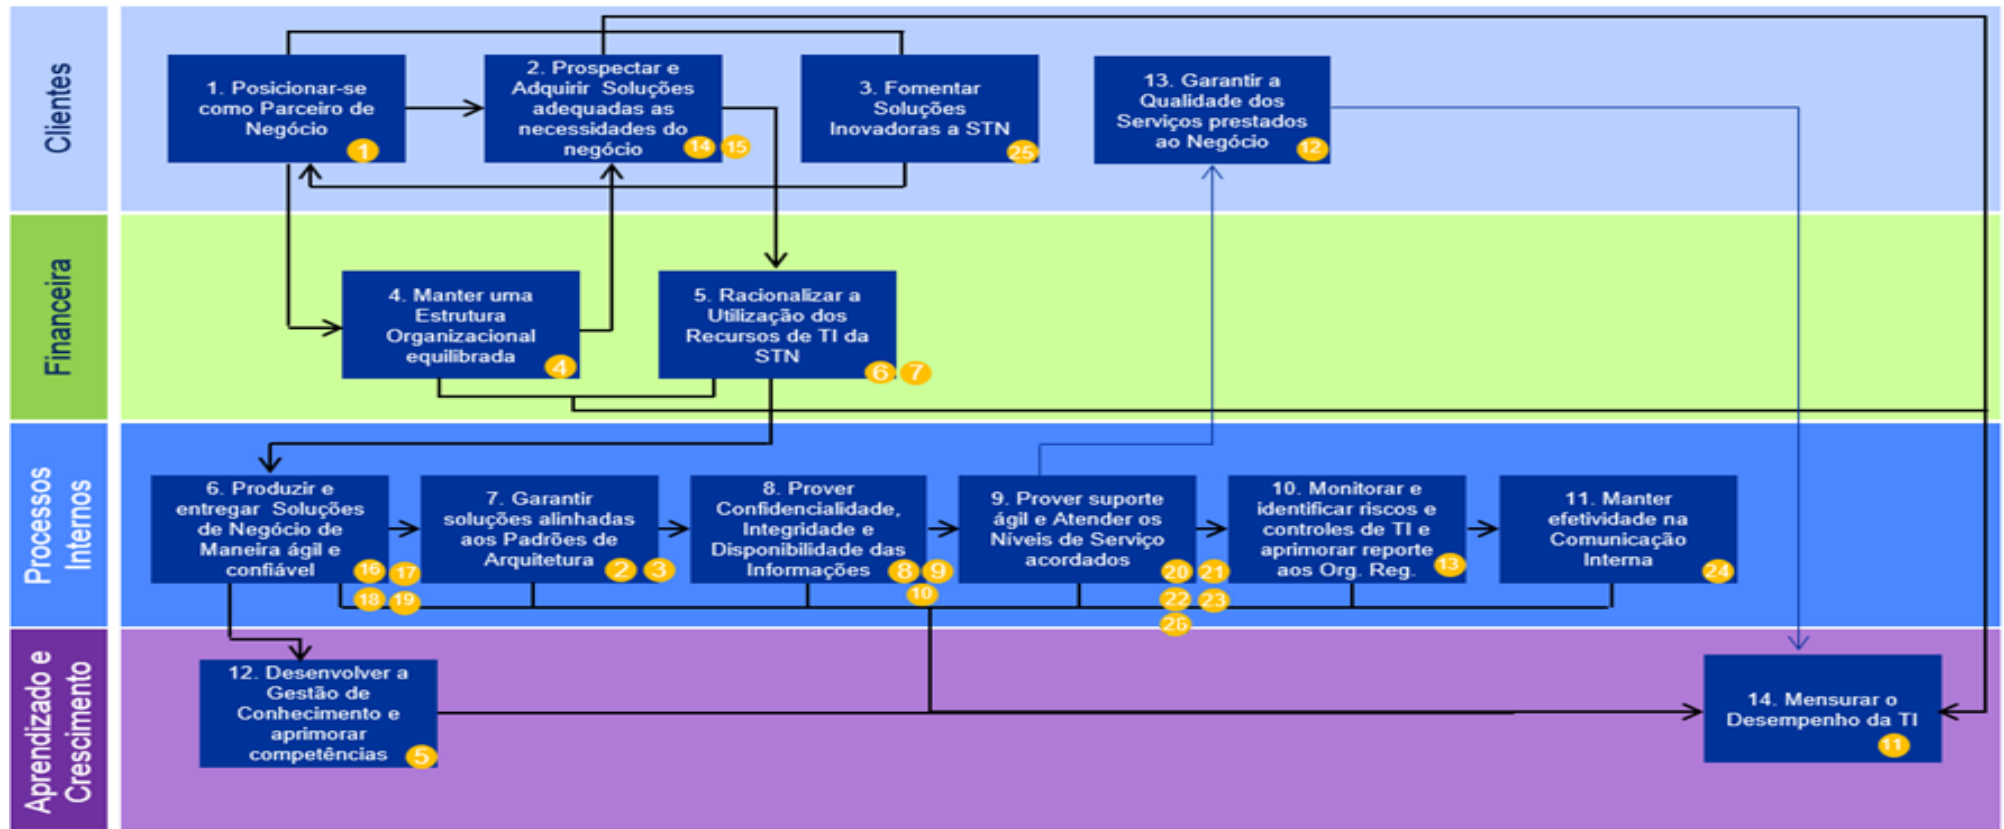 Clientes
1. Posicionar-se
como Parceiro de
Negócio
1
2. Prospectar e
Adquirir Soluções
adequadas as
necessidades do
negócio
14 15
3. Fomentar
Soluções
Inovadoras a STN
25
13. Garantir a
Qualidade dos
Serviços prestados
ao Negócio
12
Financeira
4. Manter uma
Estrutura
Organizacional
equilibrada
4
5. Racionalizar a
Utilização dos
Recursos de TI da
STN
6 7
Processos
Internos
6. Produzir e
entregar Soluções
de Negócio de
Maneira ágil e
confiável
16 17
18 19
7. Garantir
soluções alinhadas
aos Padrões de
Arquitetura
2 3
8. Prover
Confidencialidade,
Integridade e
Disponibilidade das
Informações
8 9
10
9. Prover suporte
ágil e Atender os
Níveis de Serviço
acordados
20 21
22 23
26
10. Monitorar e
identificar riscos e
controles de TI e
aprimorar reporte
aos Org. Reg.
13
11. Manter
efetividade na
Comunicação
Interna
24
Aprendizado e
Crescimento
12. Desenvolver a
Gestão de
Conhecimento e
aprimorar
competências
5
14. Mensurar o
Desempenho da TI
11